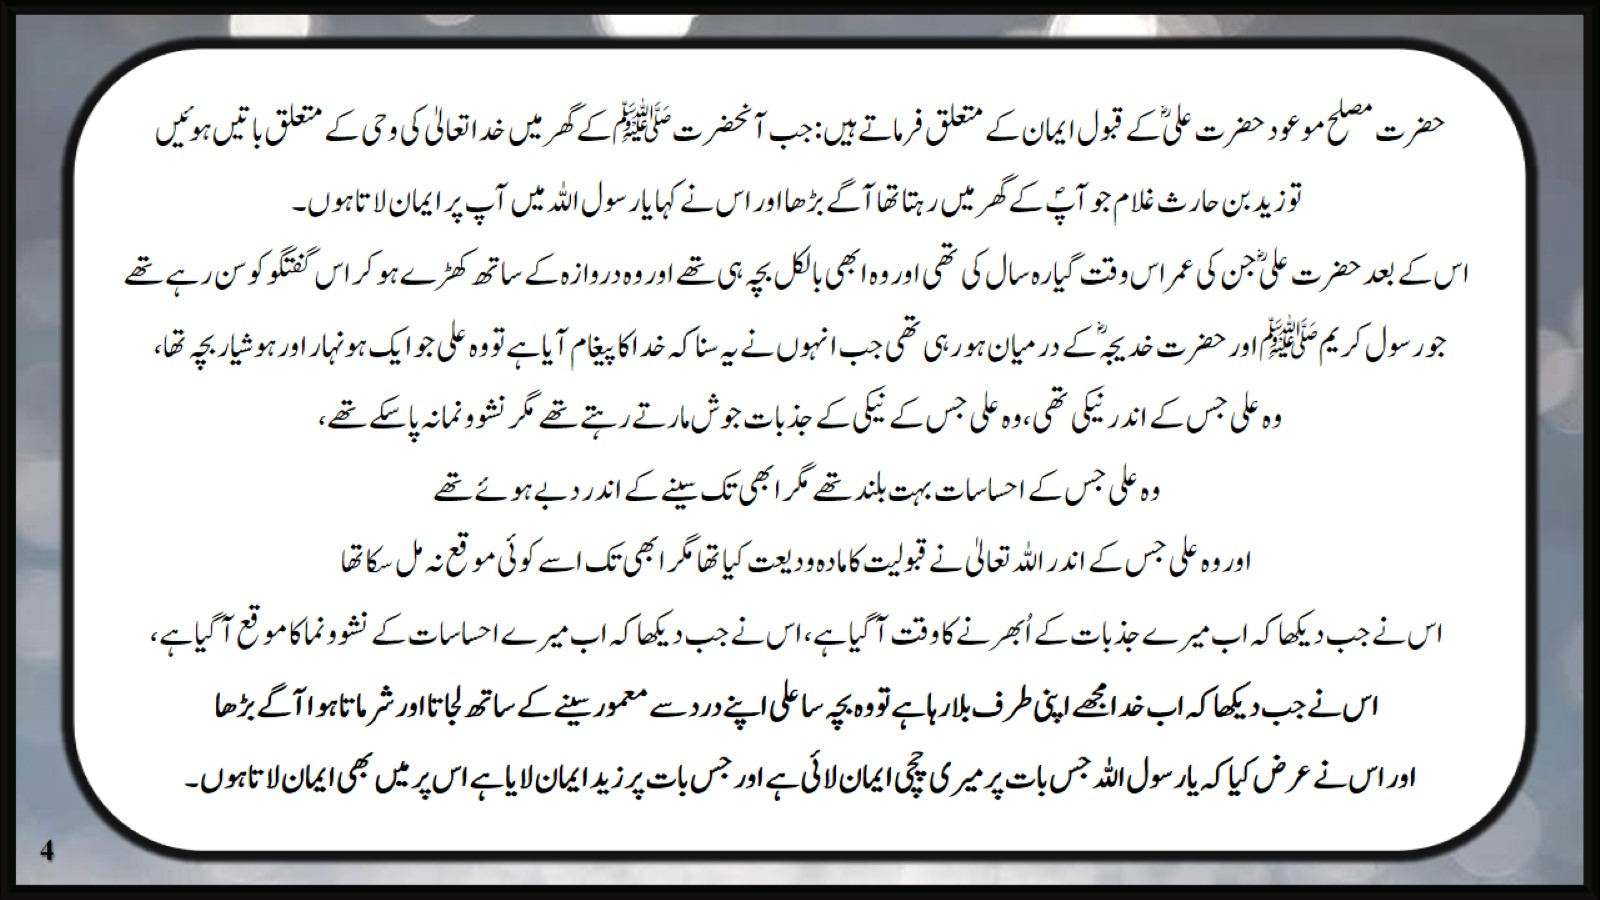 حضرت مصلح موعود حضرت علیؓ کے قبول ایمان کے متعلق فرماتے ہیں: جب آنحضرت ﷺ کے گھر میں خدا تعالیٰ کی وحی کے متعلق باتیں ہوئیں
تو زید بن حارث غلام جو آپؐ کے گھر میں رہتا تھا آگے بڑھا اور اس نے کہا یا رسول اللہ میں آپ پر ایمان لاتا ہوں۔
اس کے بعد حضرت علیؓ جن کی عمر اس وقت گیارہ سال کی تھی اور وہ ابھی بالکل بچہ ہی تھے اور وہ دروازہ کے ساتھ کھڑے ہو کر اس گفتگو کو سن رہے تھے
جو رسول کریم ﷺ اور حضرت خدیجہؓ کے درمیان ہو رہی تھی جب انہوں نے یہ سنا کہ خدا کا پیغام آیا ہے تو وہ علی جو ایک ہونہار اور ہوشیار بچہ تھا،
وہ علی جس کے اندر نیکی تھی، وہ علی جس کے نیکی کے جذبات جوش مارتے رہتے تھے مگر نشوونما نہ پا سکے تھے،
وہ علی جس کے احساسات بہت بلند تھے مگر ابھی تک سینے کے اندر دبے ہوئے تھے
اور وہ علی جس کے اندر اللہ تعالیٰ نے قبولیت کا مادہ ودیعت کیا تھا مگر ابھی تک اسے کوئی موقع نہ مل سکا تھا
اس نے جب دیکھا کہ اب میرے جذبات کے اُبھرنے کا وقت آ گیا ہے، اس نے جب دیکھا کہ اب میرے احساسات کے نشوونما کا موقع آ گیا ہے،
اس نے جب دیکھا کہ اب خدا مجھے اپنی طرف بلا رہا ہے تو وہ بچہ سا علی اپنے درد سے معمور سینے کے ساتھ لجاتا اور شرماتا ہوا آگے بڑھا
اور اس نے عرض کیا کہ یا رسول اللہ جس بات پر میری چچی ایمان لائی ہے اور جس بات پر زید ایمان لایا ہے اس پر میں بھی ایمان لاتا ہوں۔
4